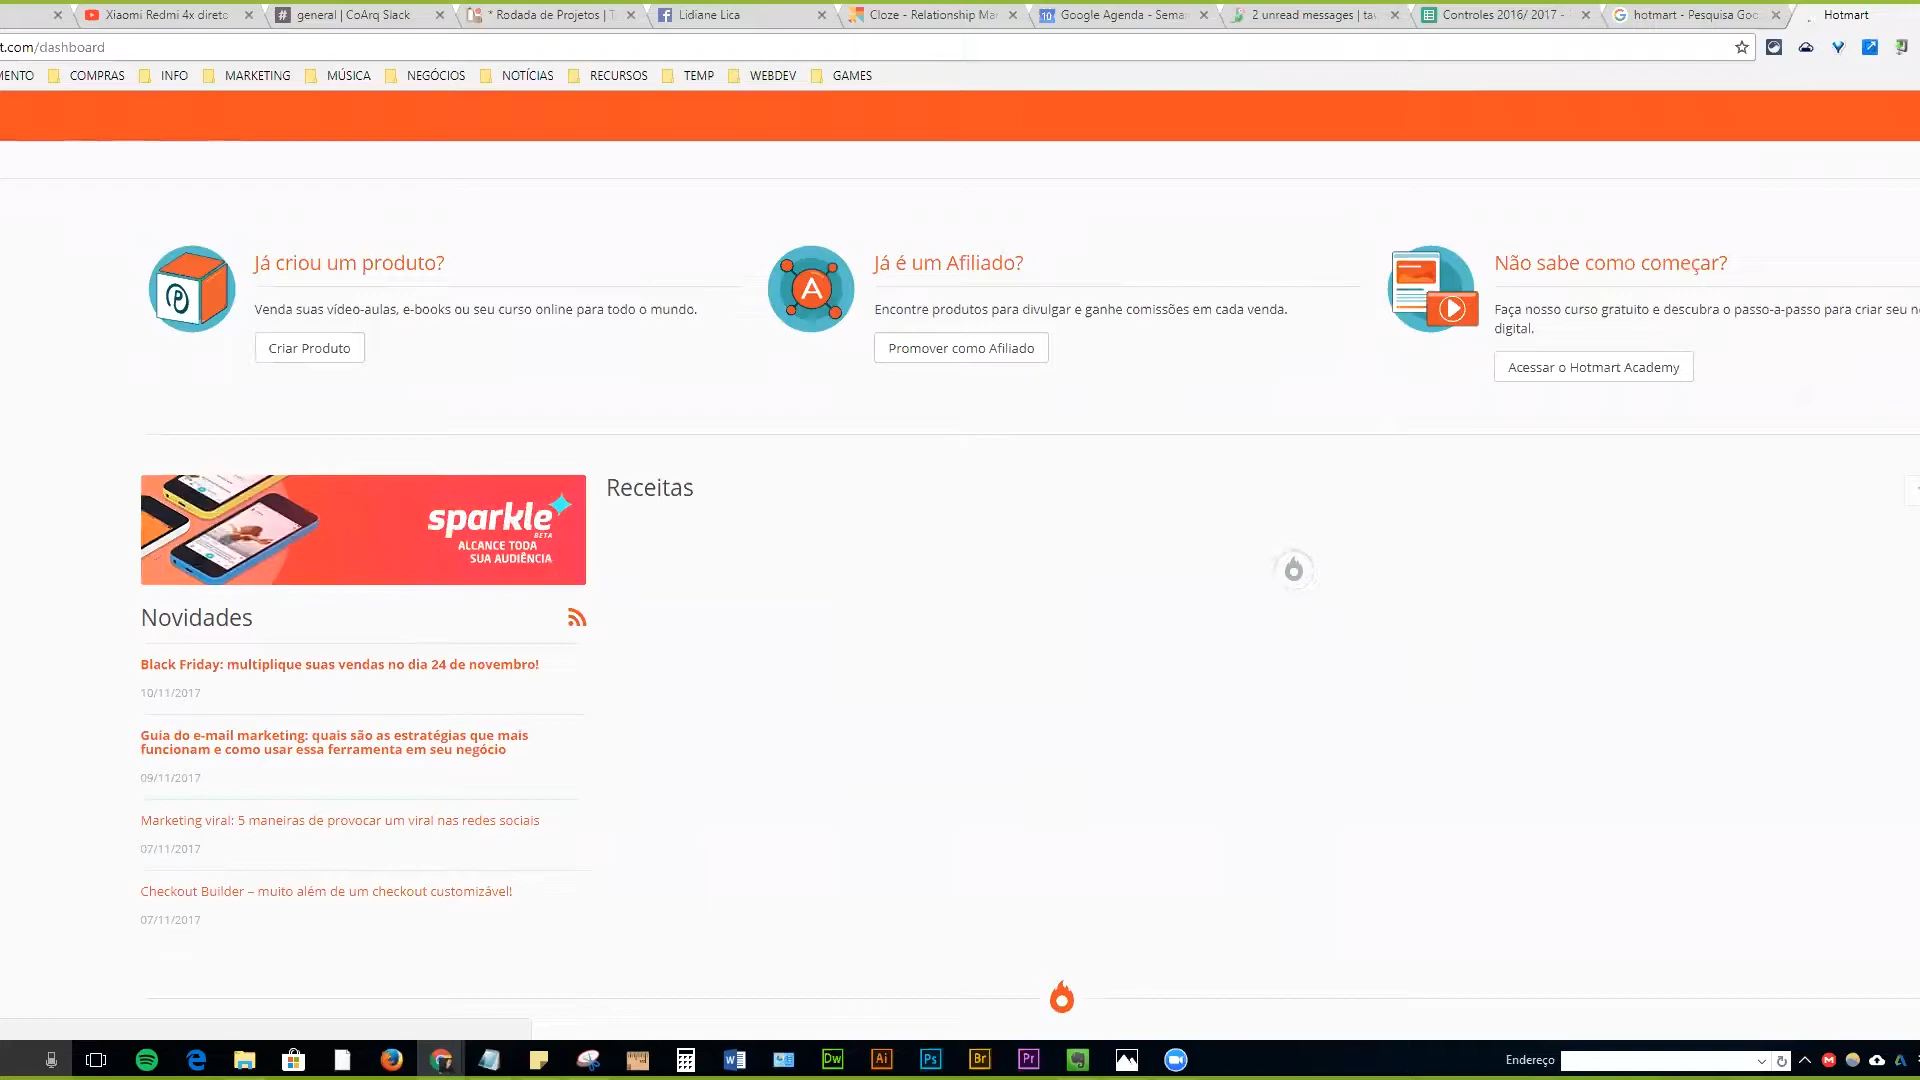 Xiaomi Redmi 4x direto
general | CoArq Slack
* Rodada de Projetos |
Lidiane Lica
Cloze - Relationship Ma
Google Agenda - Sema
2 unread messages | ta
Controles 2016/ 2017 -
hotmart - Pesquisa Goo
Hotmart
t.com/dashboard
MENTO
COMPRAS
INFO
MARKETING
MÚSICA
NEGÓCIOS
NOTÍCIAS
RECURSOS
TEMP
WEBDEV
GAMES
Já criou um produto?
Venda suas vídeo-aulas, e-books ou seu curso online para todo o mundo.
Criar Produto
A
Já é um Afiliado?
Encontre produtos para divulgar e ganhe comissões em cada venda.
Promover como Afiliado
Não sabe como começar?
Faça nosso curso gratuito e descubra o passo-a-passo para criar seu n
digital.
Acessar o Hotmart Academy
sparkle
BETA
ALCANCE TODA
SUA AUDIÊNCIA
Receitas
Novidades
Black Friday: multiplique suas vendas no dia 24 de novembro!
10/11/2017
Guia do e-mail marketing: quais são as estratégias que mais
funcionam e como usar essa ferramenta em seu negócio
09/11/2017
Marketing viral: 5 maneiras de provocar um viral nas redes sociais
07/11/2017
Checkout Builder – muito além de um checkout customizável!
07/11/2017
Dw
Ai
Ps
Br
Pr
Endereço